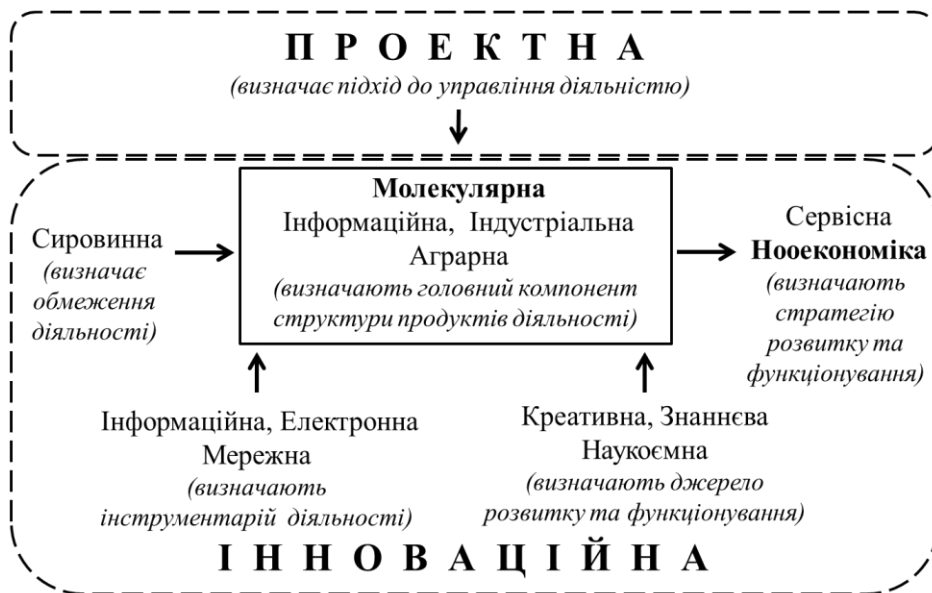 П Р О Е К Т Н А
(визначає підхід до управління діяльністю)
Молекулярна
Інформаційна, Індустріальна
Аграрна
(визначають головний компонент
структури продуктів діяльності)
Сировинна
(визначає
обмеження
діяльності)
Сервісна
Нооекономіка
(визначають
стратегію
розвитку та
функціонування)
Інформаційна, Електронна
Мережна
(визначають
інструментарій діяльності)
Креативна, Знаннєва
Наукоємна
(визначають джерело
розвитку та функціонування)
І Н Н О В А Ц І Й Н А